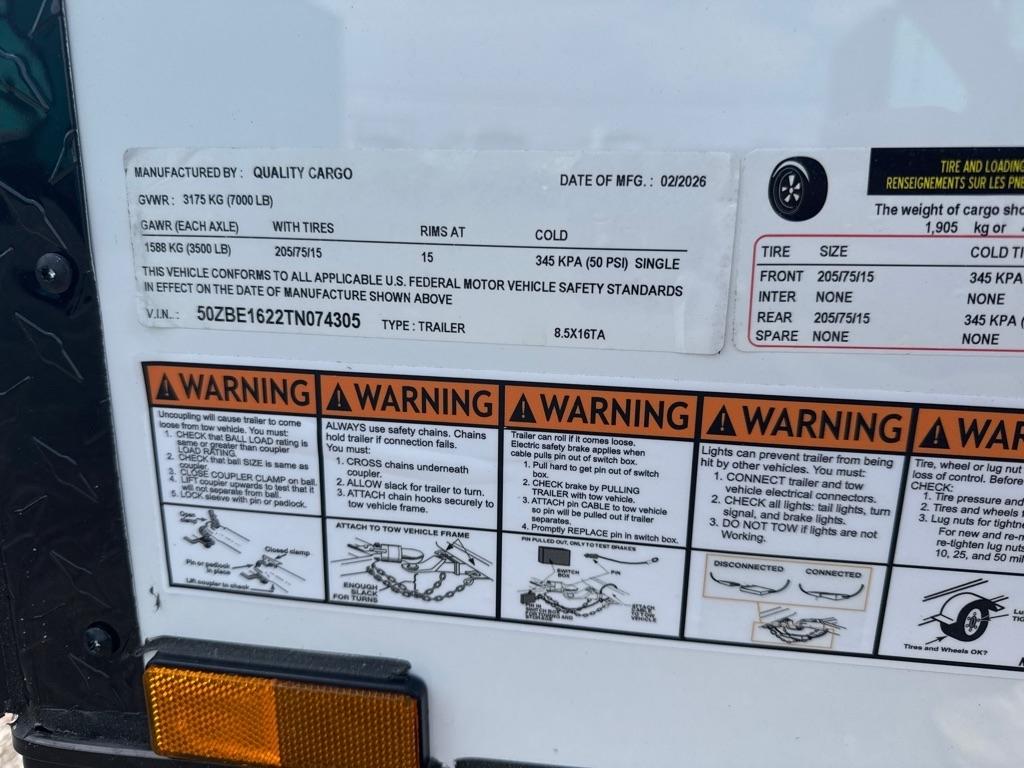 MANUFACTURED BY : QUALITY CARGO
DATE OF MFG. : 02/2026
GVWR : 3175 KG (7000 LB)
GAWR (EACH AXLE) WITH TIRES RIMS AT COLD
1588 KG (3500 LB) 205/75/15 15 345 KPA (50 PSI) SINGLE
THIS VEHICLE CONFORMS TO ALL APPLICABLE U.S. FEDERAL MOTOR VEHICLE SAFETY STANDARDS
IN EFFECT ON THE DATE OF MANUFACTURE SHOWN ABOVE
V.I.N.. : 50ZBE1622TN074305 TYPE : TRAILER 8.5X16TA
TIRE AND LOADING
RENSEIGNEMENTS SUR LES PNE
The weight of cargo sho
1,905 kg or
TIRE SIZE COLD TI
FRONT 205/75/15 345 KPA
INTER NONE NONE
REAR 205/75/15 345 KPA (
SPARE NONE NONE
WARNING
Uncoupling will cause trailer to come
loose from tow vehicle. You must:
1. CHECK that BALL LOAD rating is
same or greater than coupler
LOAD RATING.
2. CHECK that ball SIZE is same as
coupler.
3. CLOSE COUPLER CLAMP on ball.
4. LIFT coupler upwards to test that it
will not separate from ball.
5. LOCK sleeve with pin or padlock.
Open
clamp
Closed clamp
Pin or padlock
in place
Lift coupler to check
WARNING
ALWAYS use safety chains. Chains
hold trailer if connection fails.
You must:
1. CROSS chains underneath
coupler.
2. ALLOW slack for trailer to turn.
3. ATTACH chain hooks securely to
tow vehicle frame.
ATTACH TO TOW VEHICLE FRAME
ENOUGH
SLACK
FOR TURNS
WARNING
Trailer can roll if it comes loose.
Electric safety brake applies when
cable pulls pin out of switch box.
1. Pull hard to get pin out of switch
box.
2. CHECK brake by PULLING
TRAILER with tow vehicle.
3. ATTACH pin CABLE to tow vehicle
so pin will be pulled out if trailer
separates.
4. Promptly REPLACE pin in switch box.
PIN PULLED OUT, ONLY TO TEST BRAKES
SWITCH
BOX
PIN
PIN IN
SWITCH BOX
FOR TOWING AND
STORAGE
ATTACH
CABLE TO
TOW
VEHICLE
WARNING
Lights can prevent trailer from being
hit by other vehicles. You must:
1. CONNECT trailer and tow
vehicle electrical connectors.
2. CHECK all lights: tail lights, turn
signal, and brake lights.
3. DO NOT TOW if lights are not
Working.
DISCONNECTED
CONNECTED
WAR
Tire, wheel or lug nut
loss of control. Before
CHECK:
1. Tire pressure and
2. Tires and wheels
3. Lug nuts for tightne
For new and re-m
re-tighten lug nuts
10, 25, and 50 mil
Tires and Wheels OK?
Lu
TIG